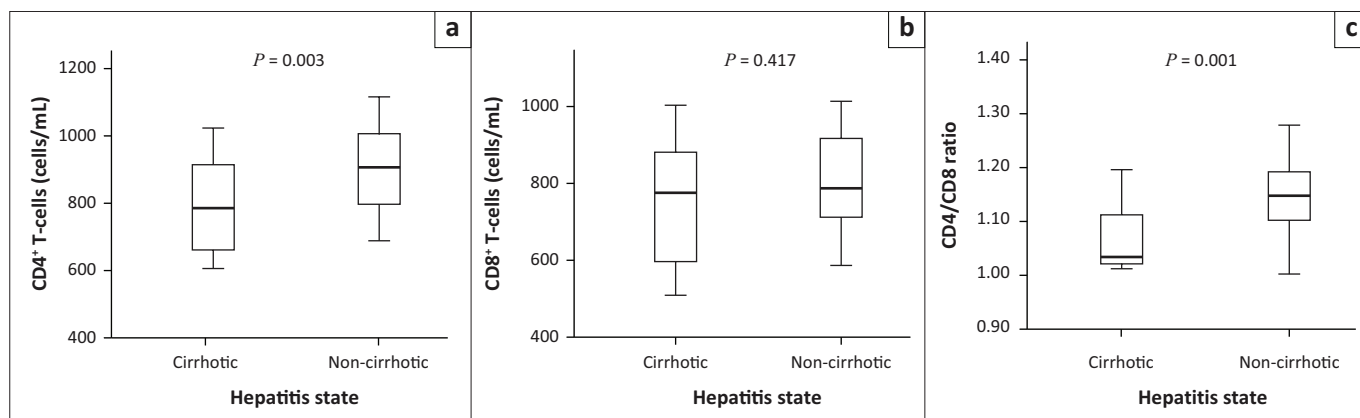 a
P = 0.003
CD4+ T-cells (cells/mL)
1200
1000
800
600
400
Cirrhotic
Non-cirrhotic
Hepatitis state
b
P = 0.417
CD8+ T-cells (cells/mL)
1000
800
600
400
Cirrhotic
Non-cirrhotic
Hepatitis state
c
P = 0.001
CD4/CD8 ratio
1.40
1.30
1.20
1.10
1.00
0.90
Cirrhotic
Non-cirrhotic
Hepatitis state